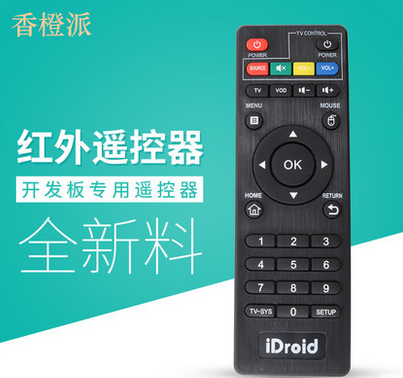 香橙派
红外遥控器
开发板专用遥控器
全新料
TV CONTROL
POWER
POWER
SOURCE
VOL-
VOL+
TV
VOD
MENU
MOUSE
OK
HOME
RETURN
1 2 3
4 5 6
7 8 9
TV-SYS 0 SETUP
iDroid